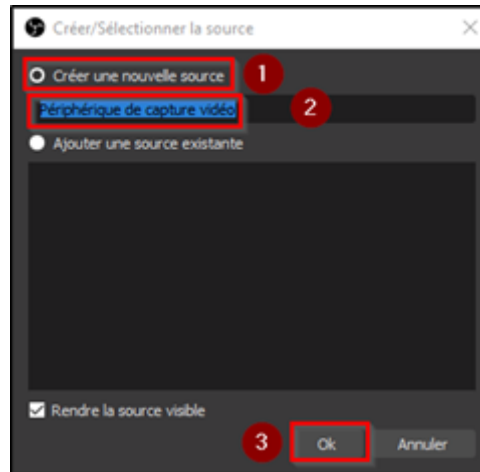 Créer/Sélectionner la source
Créer une nouvelle source
1
Périphérique de capture vidéo
2
Ajouter une source existante
Rendre la source visible
3
Ok
Annuler